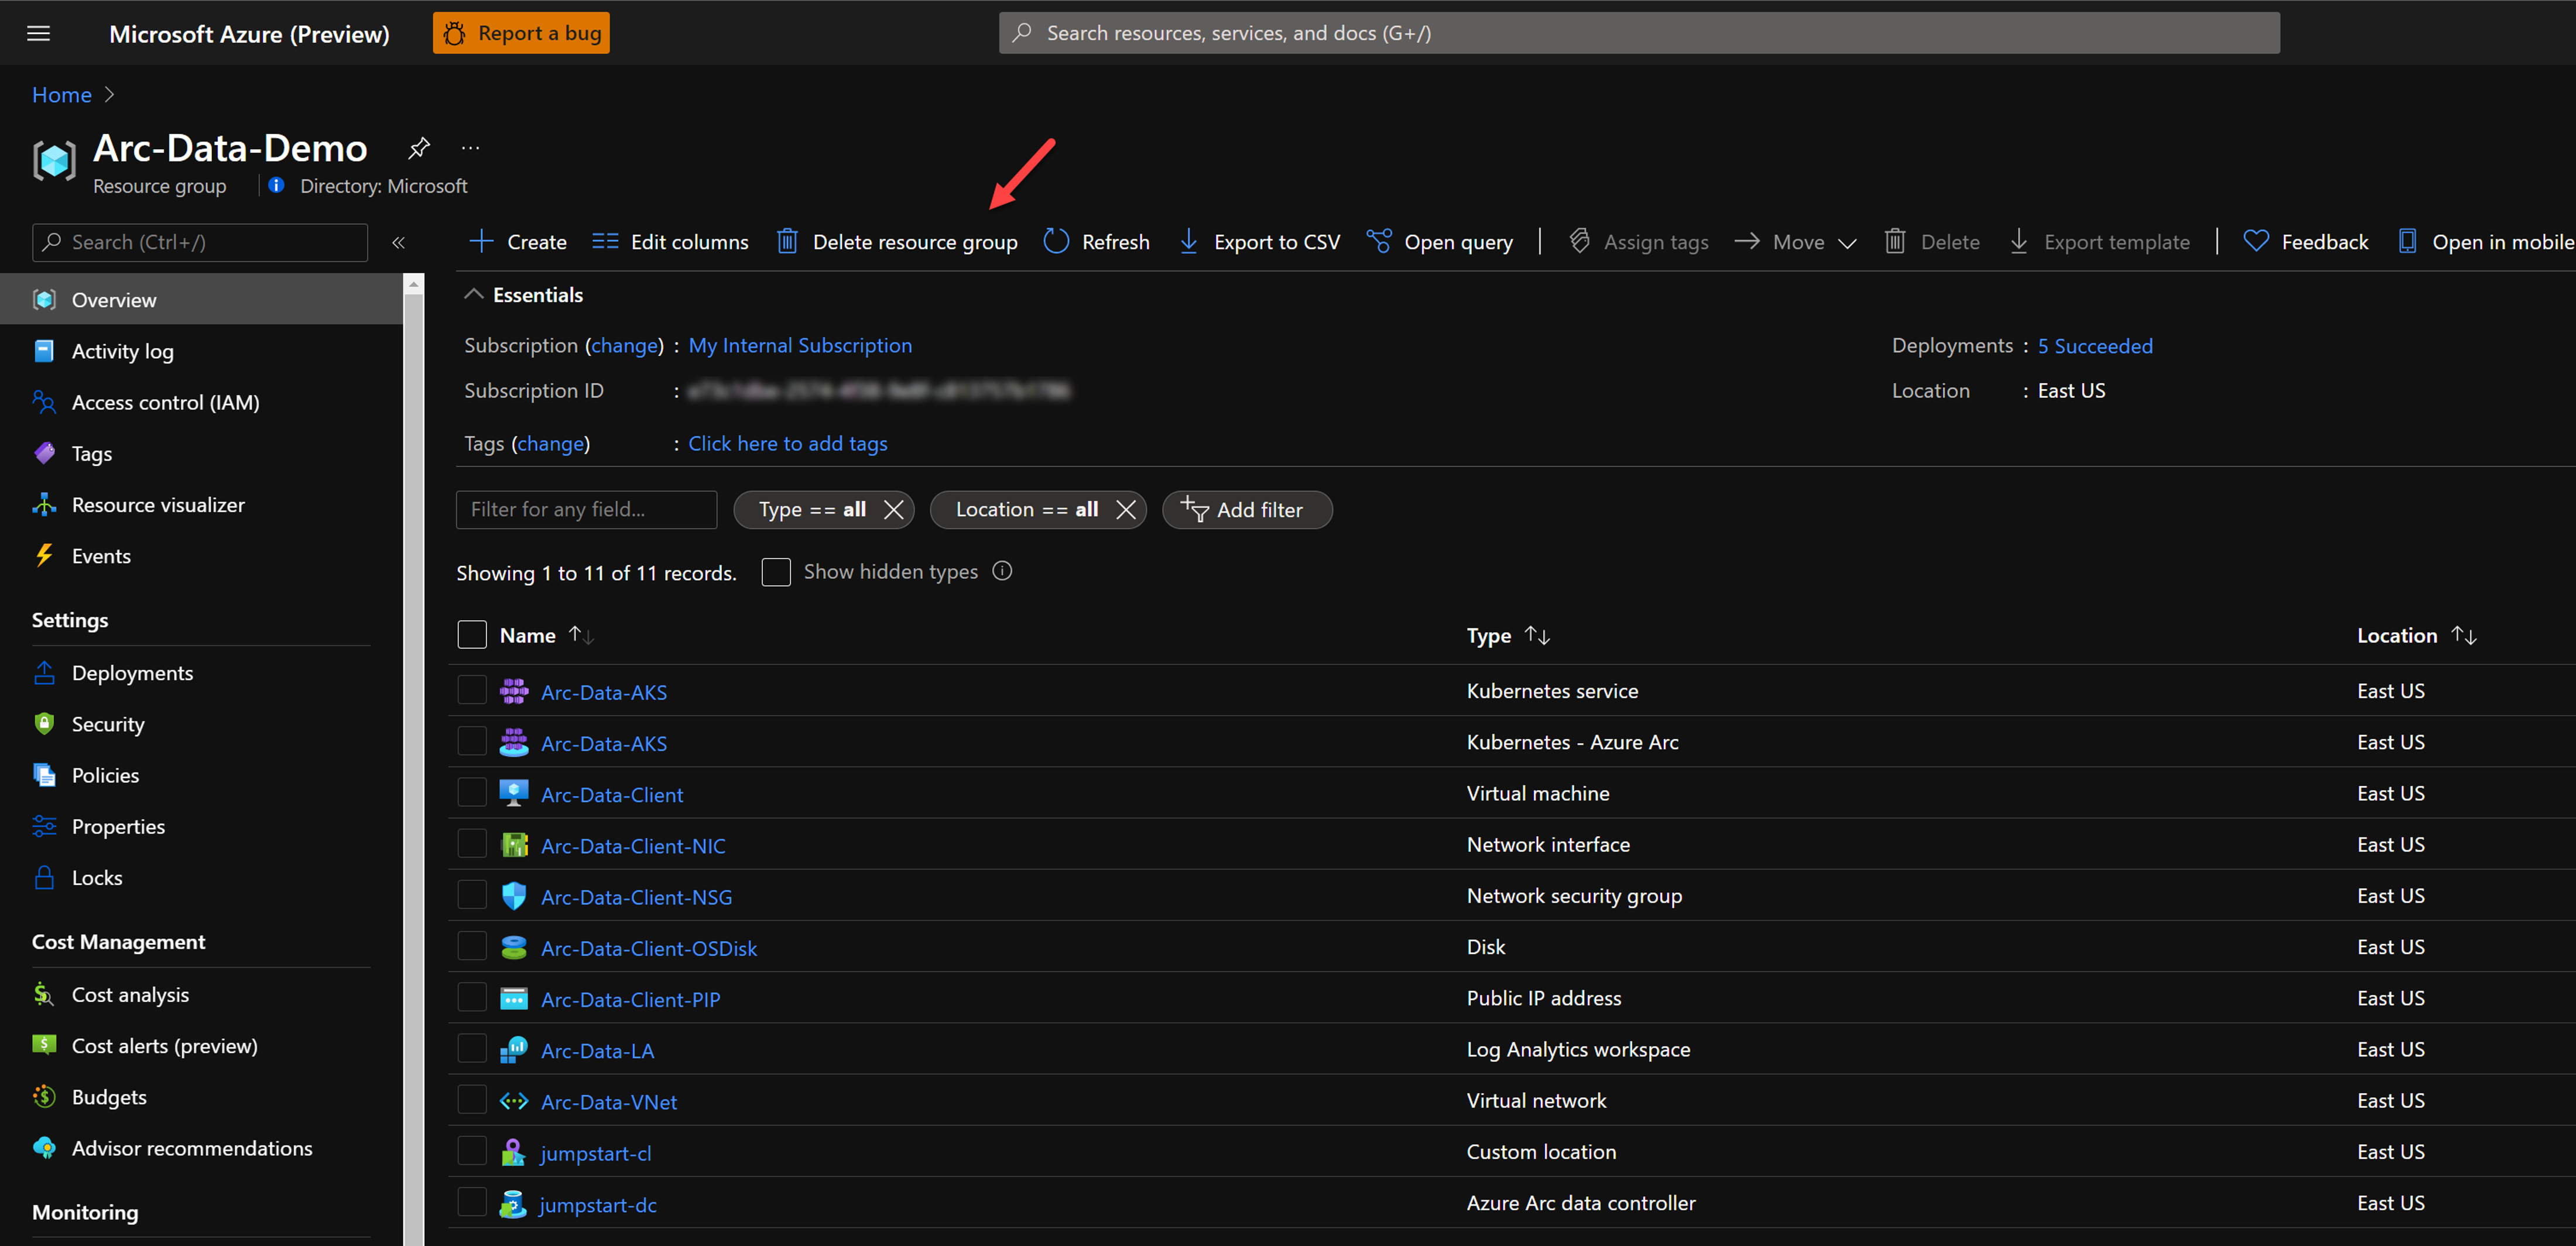 Microsoft Azure (Preview)
Report a bug
Search resources, services, and docs (G+/)
Home
Arc-Data-Demo
Resource group
Directory: Microsoft
Search (Ctrl+/)
Create
Edit columns
Delete resource group
Refresh
Export to CSV
Open query
Assign tags
Move
Delete
Export template
Feedback
Open in mobile
Overview
Activity log
Access control (IAM)
Tags
Resource visualizer
Events
Settings
Deployments
Security
Policies
Properties
Locks
Cost Management
Cost analysis
Cost alerts (preview)
Budgets
Advisor recommendations
Monitoring
Essentials
Subscription (change) : My Internal Subscription
Deployments : 5 Succeeded
Subscription ID :
Location : East US
Tags (change) : Click here to add tags
Filter for any field...
Type == all
Location == all
Add filter
Showing 1 to 11 of 11 records.
Show hidden types
Name Type Location
Arc-Data-AKS Kubernetes service East US
Arc-Data-AKS Kubernetes - Azure Arc East US
Arc-Data-Client Virtual machine East US
Arc-Data-Client-NIC Network interface East US
Arc-Data-Client-NSG Network security group East US
Arc-Data-Client-OSDisk Disk East US
Arc-Data-Client-PIP Public IP address East US
Arc-Data-LA Log Analytics workspace East US
Arc-Data-VNet Virtual network East US
jumpstart-cl Custom location East US
jumpstart-dc Azure Arc data controller East US